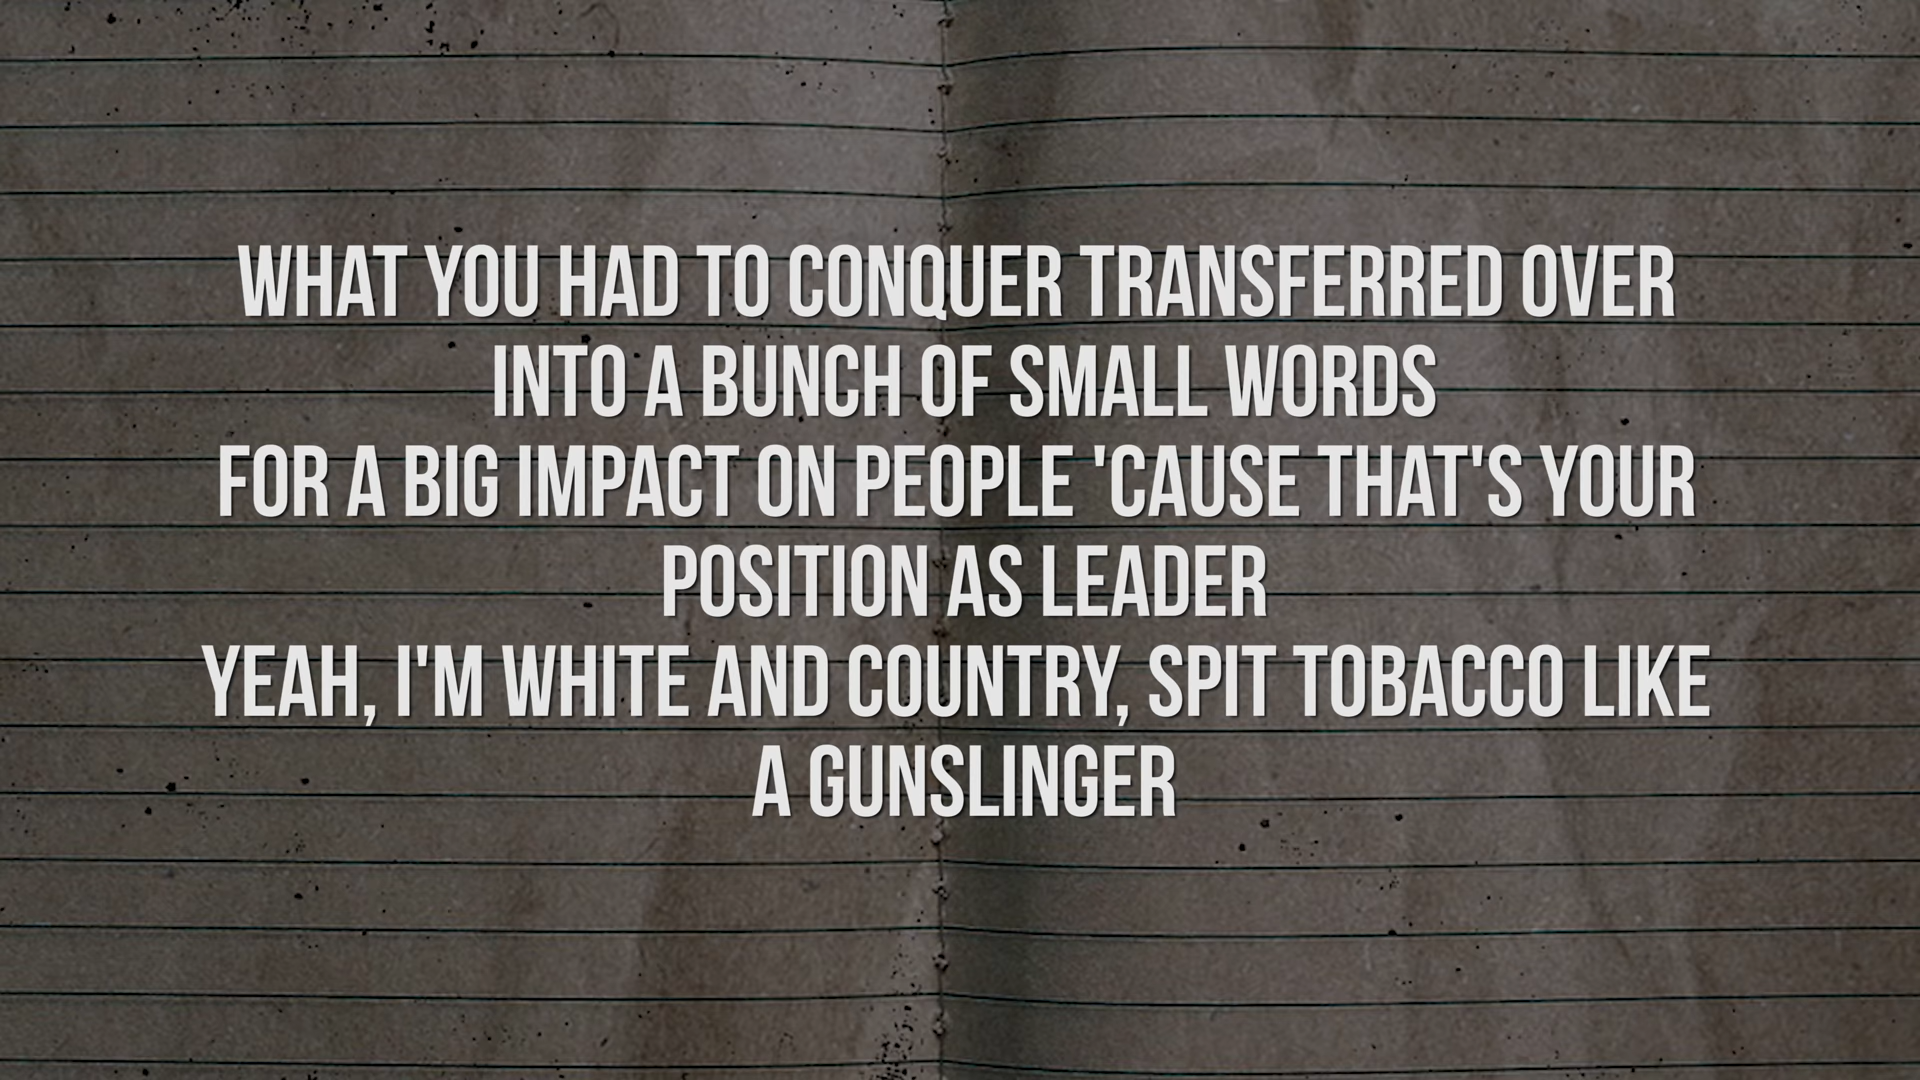 WHAT YOU HAD TO CONQUER TRANSFERRED OVER
INTO A BUNCH OF SMALL WORDS
FOR A BIG IMPACT ON PEOPLE 'CAUSE THAT'S YOUR
POSITION AS LEADER
YEAH, I'M WHITE AND COUNTRY, SPIT TOBACCO LIKE
A GUNSLINGER